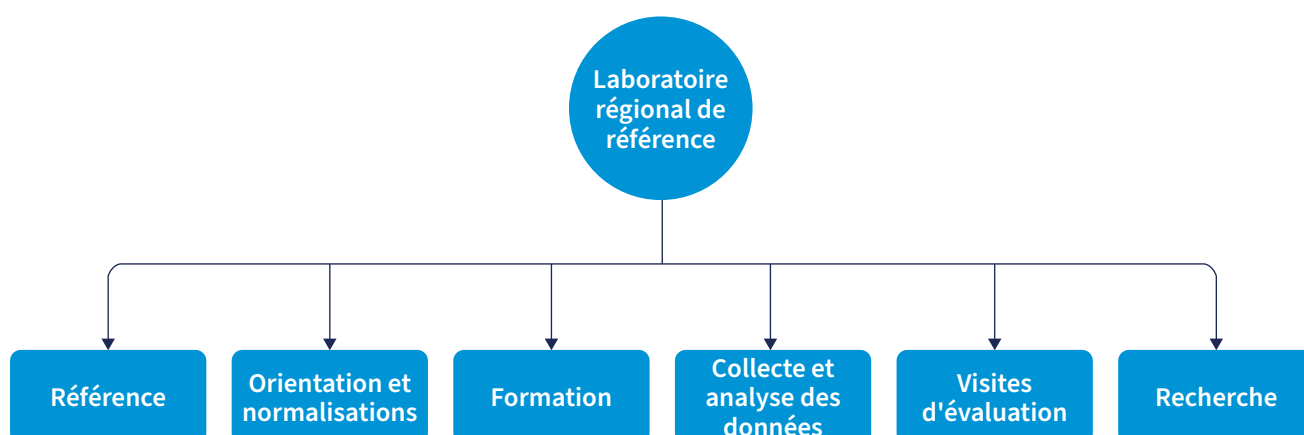 Laboratoire
régional de
référence
Référence
Orientation et
normalisations
Formation
Collecte et
analyse des
données
Visites
d'évaluation
Recherche